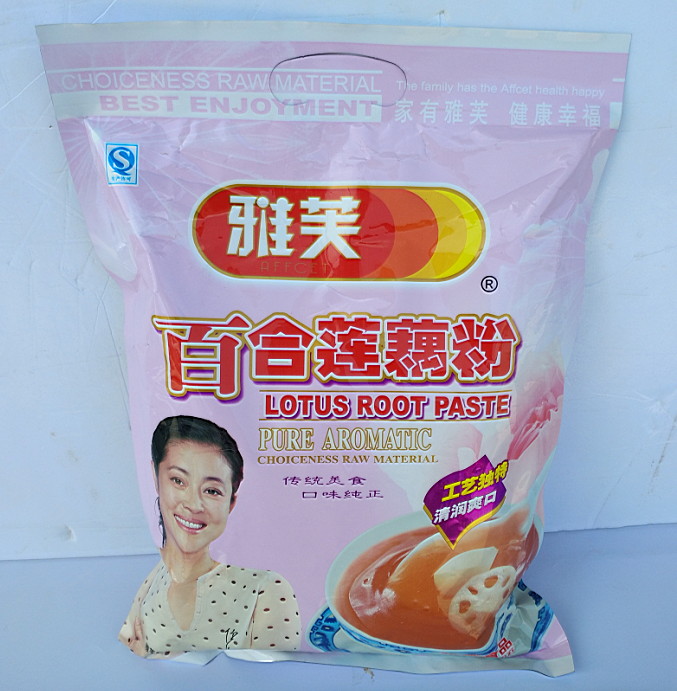 CHOICENESS RAW MATERIAL
BEST ENJOYMENT
The family has the Affcet health happy
家有雅芙 健康幸福
雅芙
AFFCET
®
百合莲藕粉
LOTUS ROOT PASTE
PURE AROMATIC
CHOICENESS RAW MATERIAL
传统美食
口味纯正
工艺独特
清润爽口
品